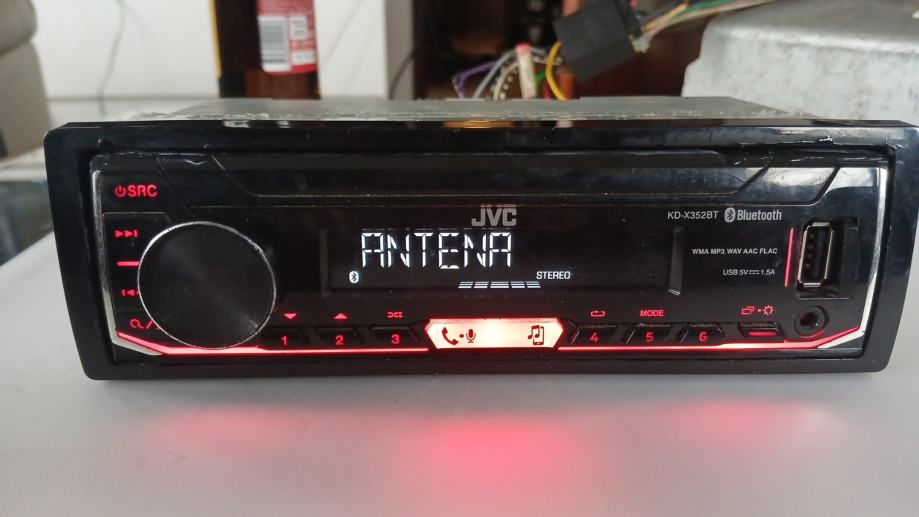 SRC
JVC
KD-X352BT Bluetooth
ANTENA
WMA MP3 WAV AAC FLAC
STEREO
USB 5V 1.5A
MODE
1 2 3 4 5 6